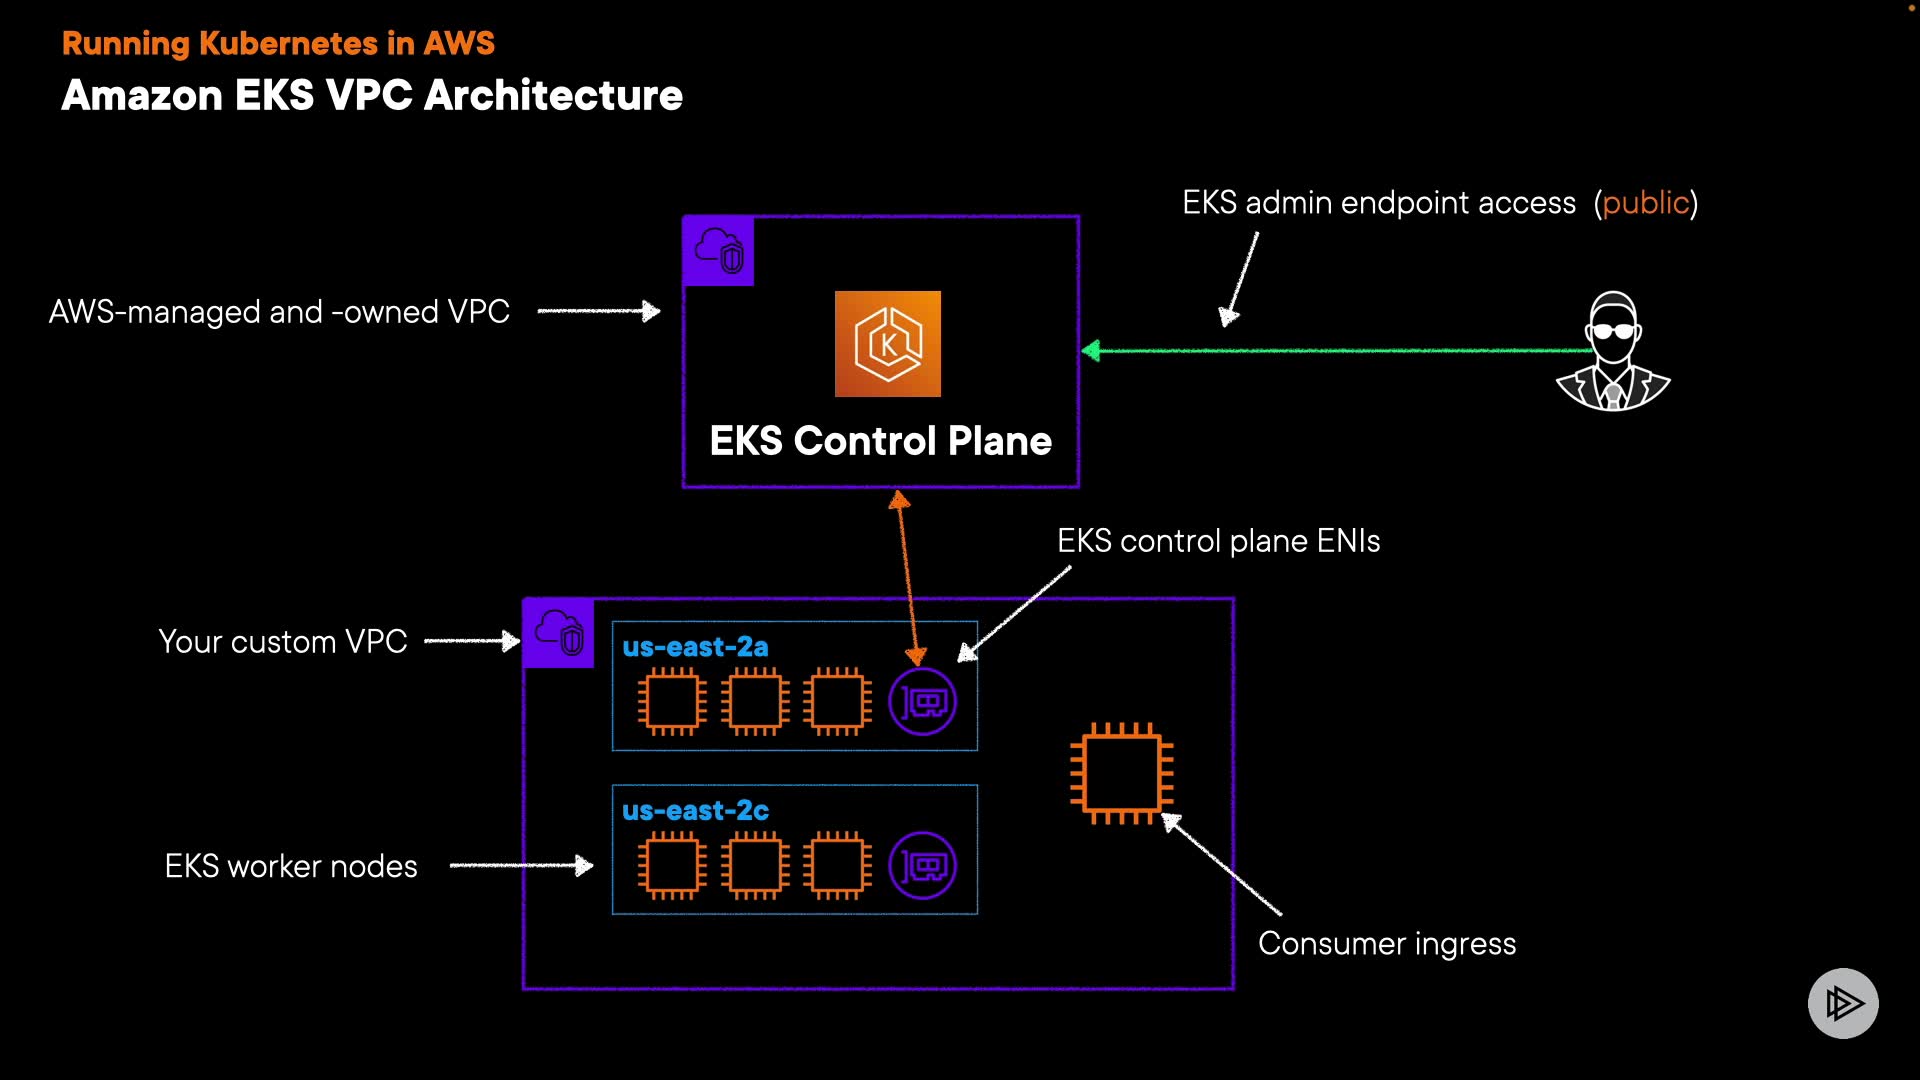 Running Kubernetes in AWS
Amazon EKS VPC Architecture
EKS admin endpoint access (public)
AWS-managed and -owned VPC
K
EKS Control Plane
EKS control plane ENIs
Your custom VPC
us-east-2a
us-east-2c
EKS worker nodes
Consumer ingress